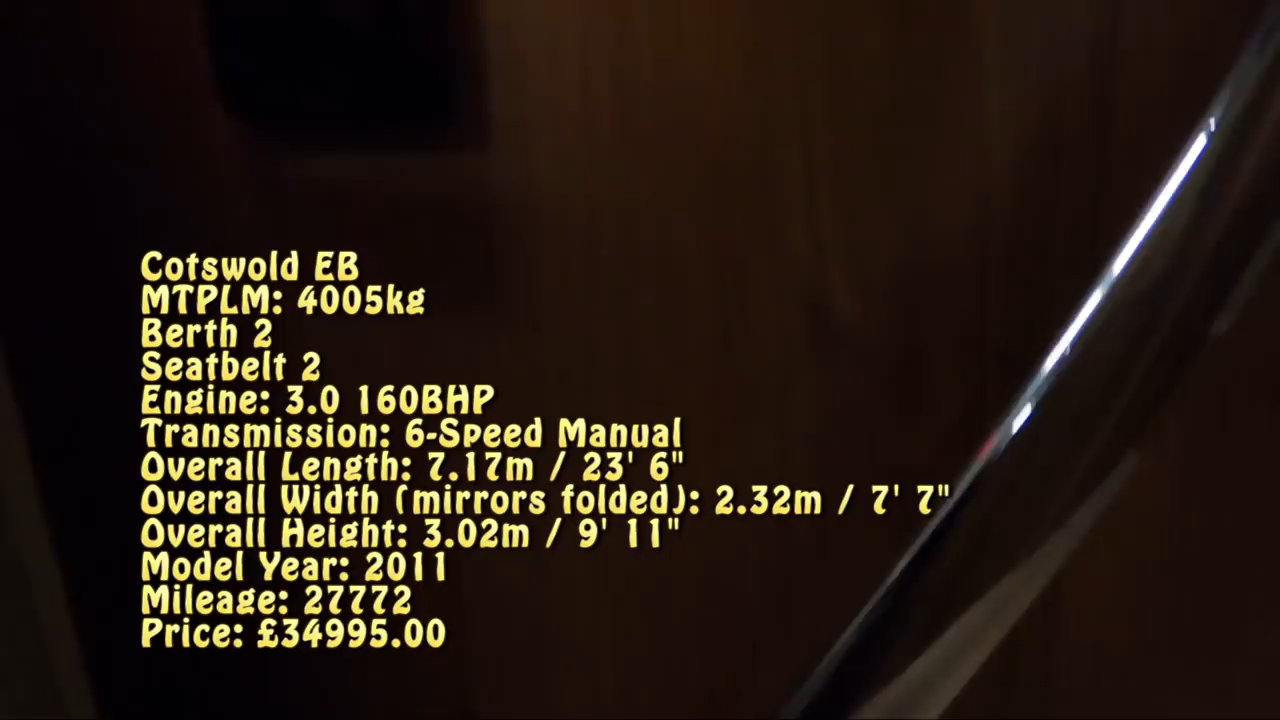 Cotswold EB
MTPLM: 4005kg
Berth 2
Seatbelt 2
Engine: 3.0 160BHP
Transmission: 6-Speed Manual
Overall Length: 7.17m / 23' 6"
Overall Width (mirrors folded): 2.32m / 7' 7"
Overall Height: 3.02m / 9' 11"
Model Year: 2011
Mileage: 27772
Price: £34995.00